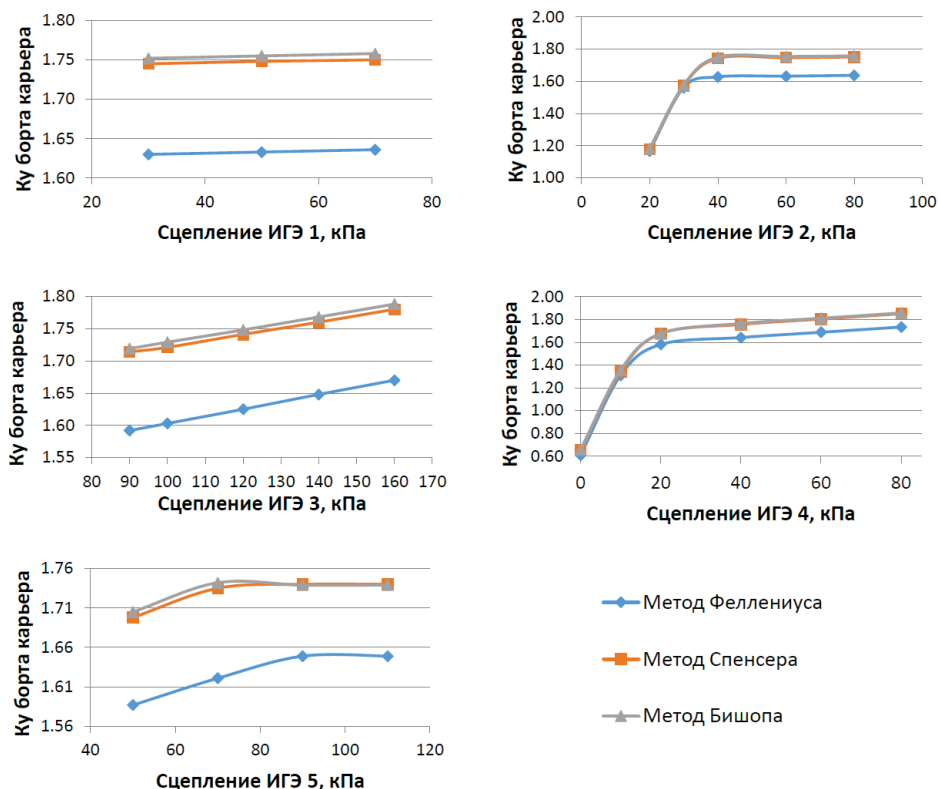 Ку борта карьера
1.80
1.75
1.70
1.65
1.60
20 40 60 80
Сцепление ИГЭ 1, кПа
Ку борта карьера
2.00
1.80
1.60
1.40
1.20
1.00
0 20 40 60 80 100
Сцепление ИГЭ 2, кПа
Ку борта карьера
1.80
1.75
1.70
1.65
1.60
1.55
80 90 100 110 120 130 140 150 160 170
Сцепление ИГЭ 3, кПа
Ку борта карьера
2.00
1.80
1.60
1.40
1.20
1.00
0.80
0.60
0 20 40 60 80
Сцепление ИГЭ 4, кПа
Ку борта карьера
1.76
1.71
1.66
1.61
1.56
40 60 80 100 120
Сцепление ИГЭ 5, кПа
Метод Феллениуса
Метод Спенсера
Метод Бишопа